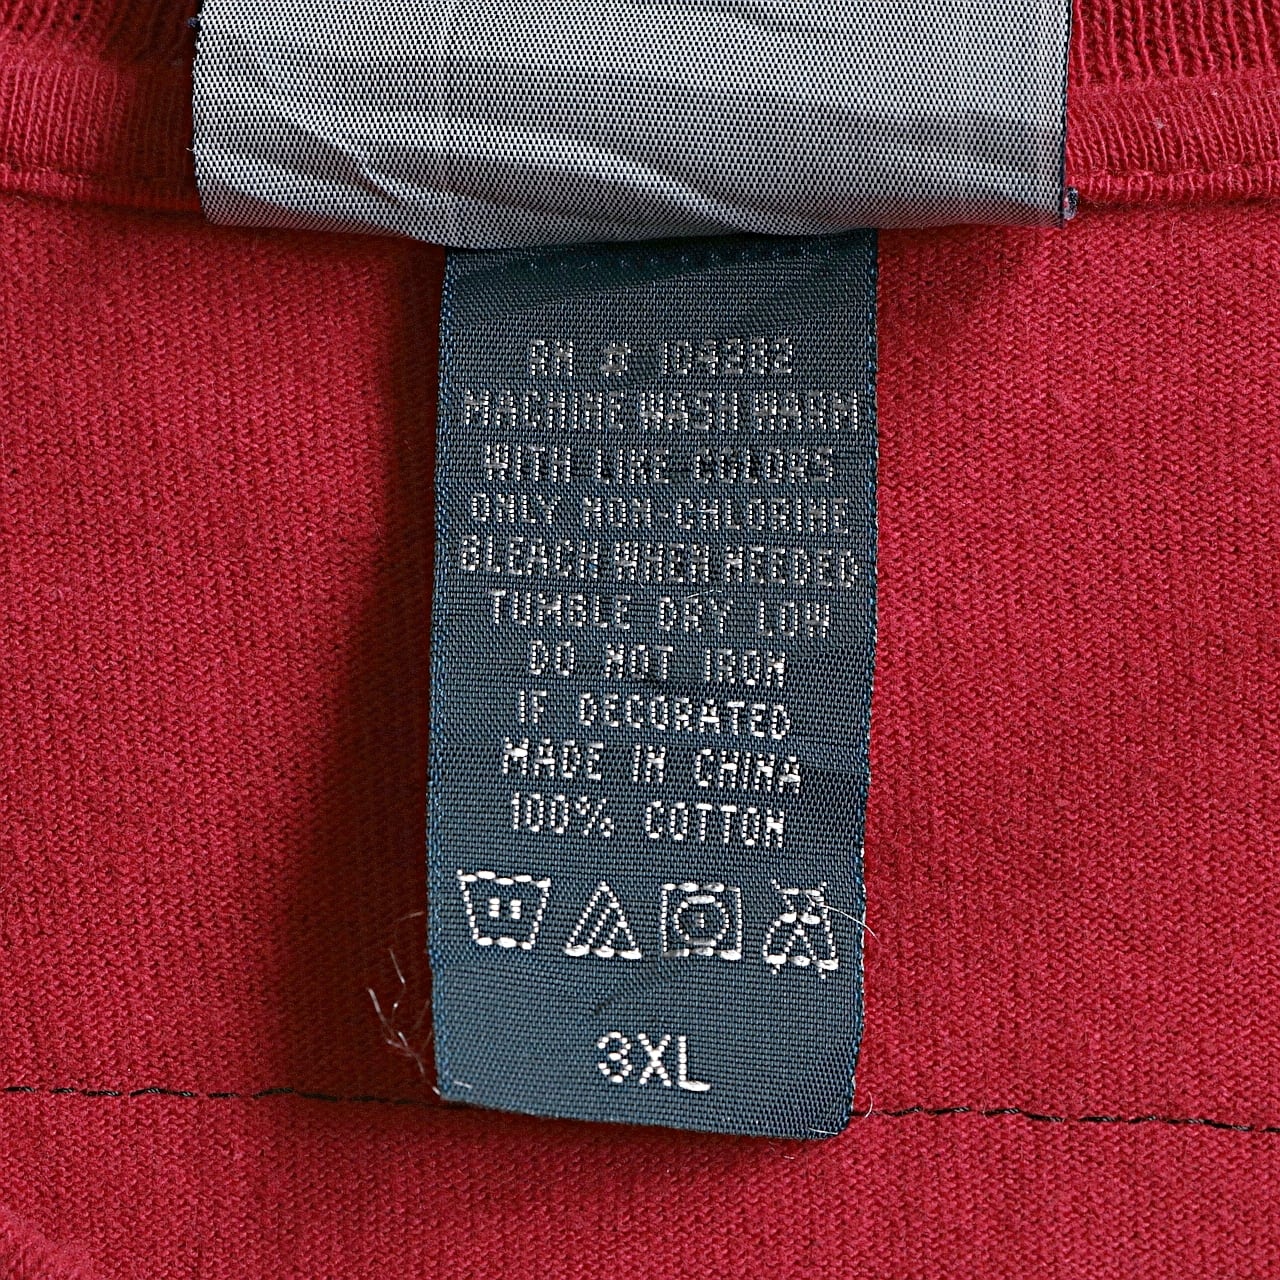 RN # 104282
MACHINE WASH WARM
WITH LIKE COLORS
ONLY NON-CHLORINE
BLEACH WHEN NEEDED
TUMBLE DRY LOW
DO NOT IRON
IF DECORATED
MADE IN CHINA
100% COTTON
3XL